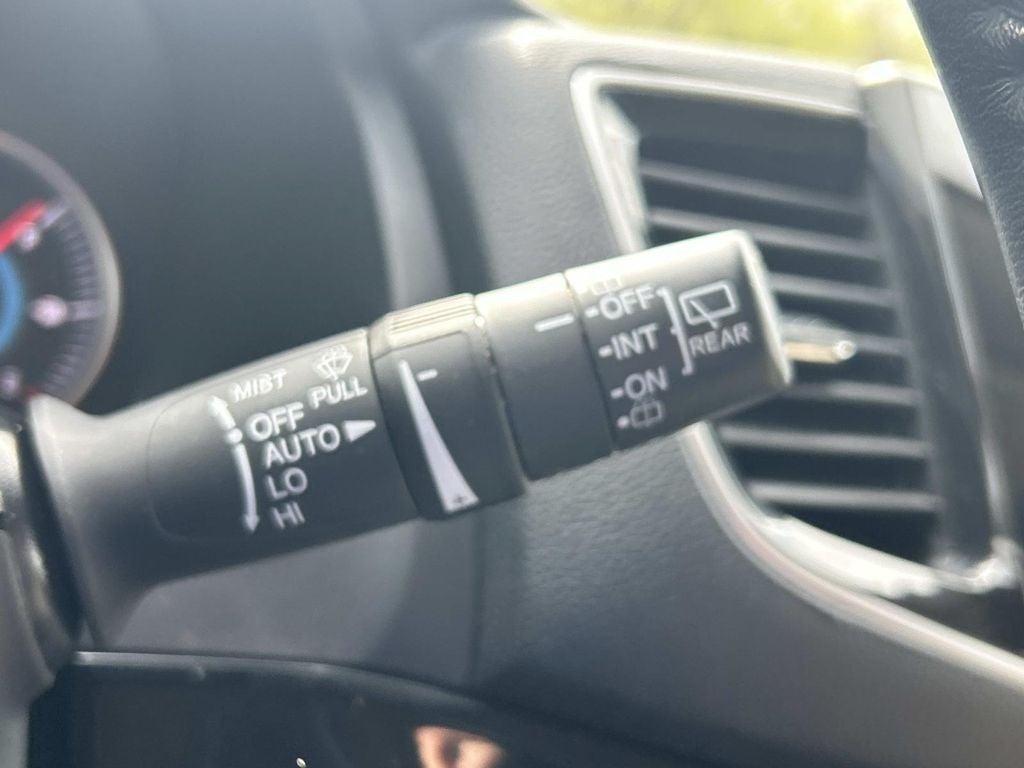 MIST
PULL
OFF
AUTO
LO
HI
-
+
-OFF
-INT
-ON
REAR